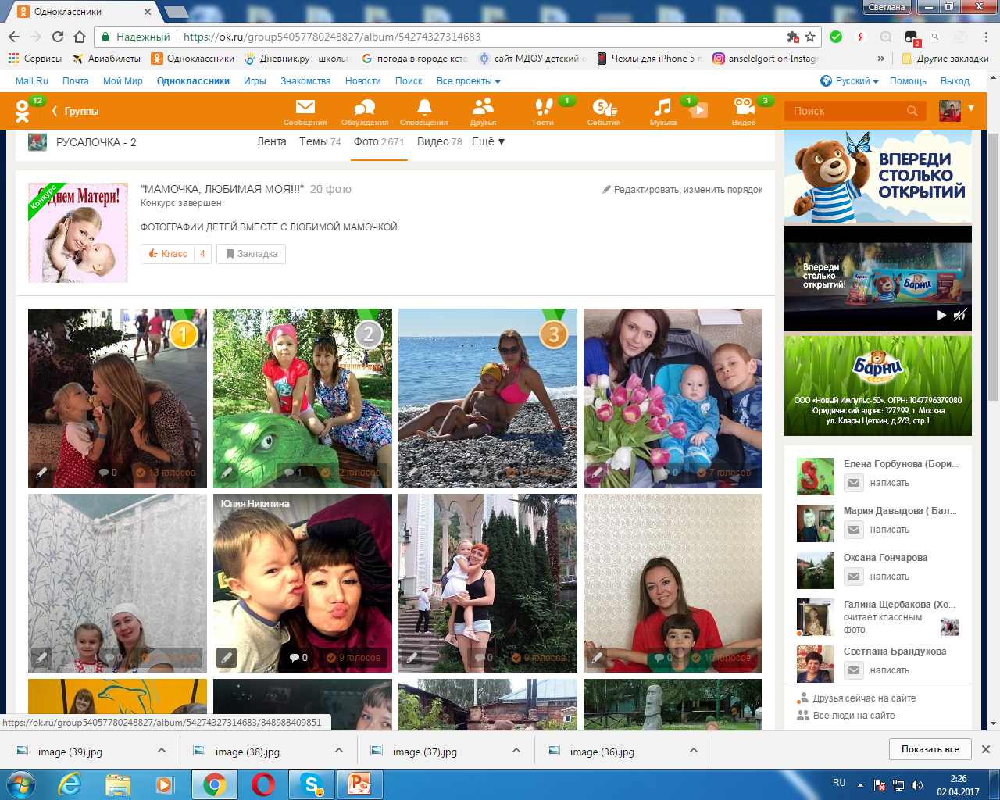 Одноклассники
Светлана
Надежный
https://ok.ru/group54057780248827/album/54274327314683
2
Сервисы
Авиабилеты
Одноклассники
Дневник.ру - школьн
погода в городе ксто
сайт МДОУ детский с
Чехлы для iPhone 5 п
anselelgort on Instagr
»
Другие закладки
Mail.Ru
Почта
Мой Мир
Одноклассники
Игры
Знакомства
Новости
Поиск
Все проекты
Русский
Помощь
Выход
12
Группы
Сообщения
Обсуждения
Оповещения
Друзья
1
Гости
5
События
1
Музыка
3
Видео
Поиск
РУСАЛОЧКА - 2
Лента
Темы 74
Фото 2 671
Видео 78
Ещё ▼
Конкурс
Днем Матери!
"МАМОЧКА, ЛЮБИМАЯ МОЯ!!!" 20 фото
Конкурс завершен
Редактировать, изменить порядок
ФОТОГРАФИИ ДЕТЕЙ ВМЕСТЕ С ЛЮБИМОЙ МАМОЧКОЙ.
Класс 4
Закладка
1
2
3
0 13 голосов
1 12 голосов
0 7 голосов
Юлия Никитина
0
0 9 голосов
0 9 голосов
10 голосов
ВПЕРЕДИ
СТОЛЬКО
ОТКРЫТИЙ
Впереди
столько
открытий!
Барни
Барни
ООО «Новый Импульс-50». ОГРН: 1047796379080
Юридический адрес: 127299, г. Москва
ул. Клары Цеткин, д.2/3, стр.1
Елена Горбунова (Бори...
написать
Мария Давыдова ( Бал...
написать
Оксана Гончарова
написать
Галина Щербакова (Хо...
считает классным
фото
Светлана Брандукова
написать
Друзья сейчас на сайте
Все люди на сайте
https://ok.ru/group54057780248827/album/54274327314683/848988409851
image (39).jpg
image (38).jpg
image (37).jpg
image (36).jpg
Показать все
1
RU
2:26
02.04.2017